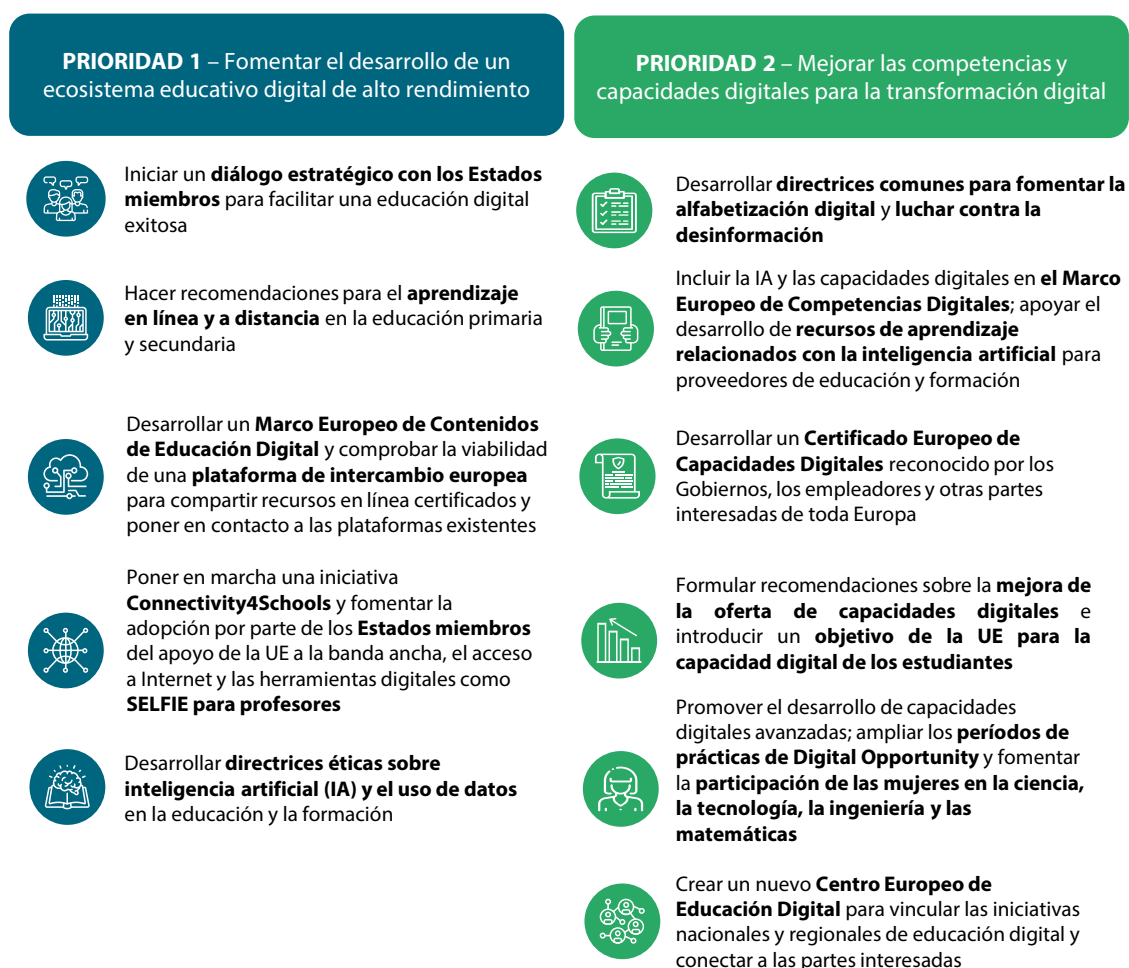 PRIORIDAD 1 – Fomentar el desarrollo de un
ecosistema educativo digital de alto rendimiento
Iniciar un diálogo estratégico con los Estados
miembros para facilitar una educación digital
exitosa
Hacer recomendaciones para el aprendizaje
en línea y a distancia en la educación primaria
y secundaria
Desarrollar un Marco Europeo de Contenidos
de Educación Digital y comprobar la viabilidad
de una plataforma de intercambio europea
para compartir recursos en línea certificados y
poner en contacto a las plataformas existentes
Poner en marcha una iniciativa
Connectivity4Schools y fomentar la
adopción por parte de los Estados miembros
del apoyo de la UE a la banda ancha, el acceso
a Internet y las herramientas digitales como
SELFIE para profesores
Desarrollar directrices éticas sobre
inteligencia artificial (IA) y el uso de datos
en la educación y la formación
PRIORIDAD 2 – Mejorar las competencias y
capacidades digitales para la transformación digital
Desarrollar directrices comunes para fomentar la
alfabetización digital y luchar contra la
desinformación
Incluir la IA y las capacidades digitales en el Marco
Europeo de Competencias Digitales; apoyar el
desarrollo de recursos de aprendizaje
relacionados con la inteligencia artificial para
proveedores de educación y formación
Desarrollar un Certificado Europeo de
Capacidades Digitales reconocido por los
Gobiernos, los empleadores y otras partes
interesadas de toda Europa
Formular recomendaciones sobre la mejora de
la oferta de capacidades digitales e
introducir un objetivo de la UE para la
capacidad digital de los estudiantes
Promover el desarrollo de capacidades
digitales avanzadas; ampliar los períodos de
prácticas de Digital Opportunity y fomentar
la participación de las mujeres en la ciencia,
la tecnología, la ingeniería y las
matemáticas
Crear un nuevo Centro Europeo de
Educación Digital para vincular las iniciativas
nacionales y regionales de educación digital y
conectar a las partes interesadas